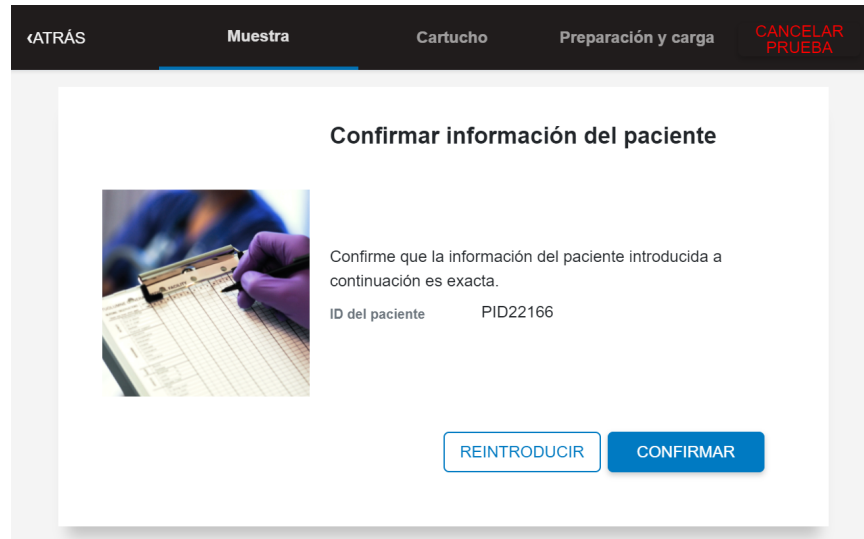 ‹ATRÁS
Muestra
Cartucho
Preparación y carga
CANCELAR
PRUEBA
Confirmar información del paciente
Confirme que la información del paciente introducida a
continuación es exacta.
ID del paciente PID22166
REINTRODUCIR CONFIRMAR